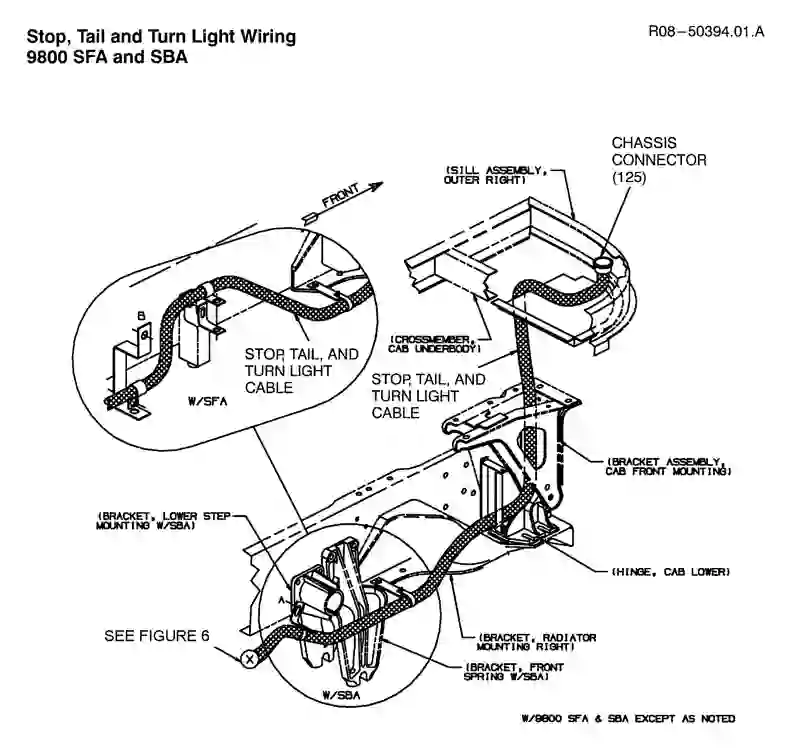 Stop, Tail and Turn Light Wiring
9800 SFA and SBA
R08-50394.01.A
CHASSIS
CONNECTOR
(125)
(SILL ASSEMBLY,
OUTER RIGHT)
FRONT
B
STOP, TAIL, AND
TURN LIGHT
CABLE
W/SFA
(CROSSMEMBER,
CAB UNDERBODY)
STOP, TAIL, AND
TURN LIGHT
CABLE
(BRACKET ASSEMBLY,
CAB FRONT MOUNTING)
(BRACKET, LOWER STEP
MOUNTING W/SBA)
(HINGE, CAB LOWER)
A
SEE FIGURE 6
(BRACKET, RADIATOR
MOUNTING RIGHT)
(BRACKET, FRONT
SPRING W/SBA)
W/SBA
W/9800 SFA & SBA EXCEPT AS NOTED